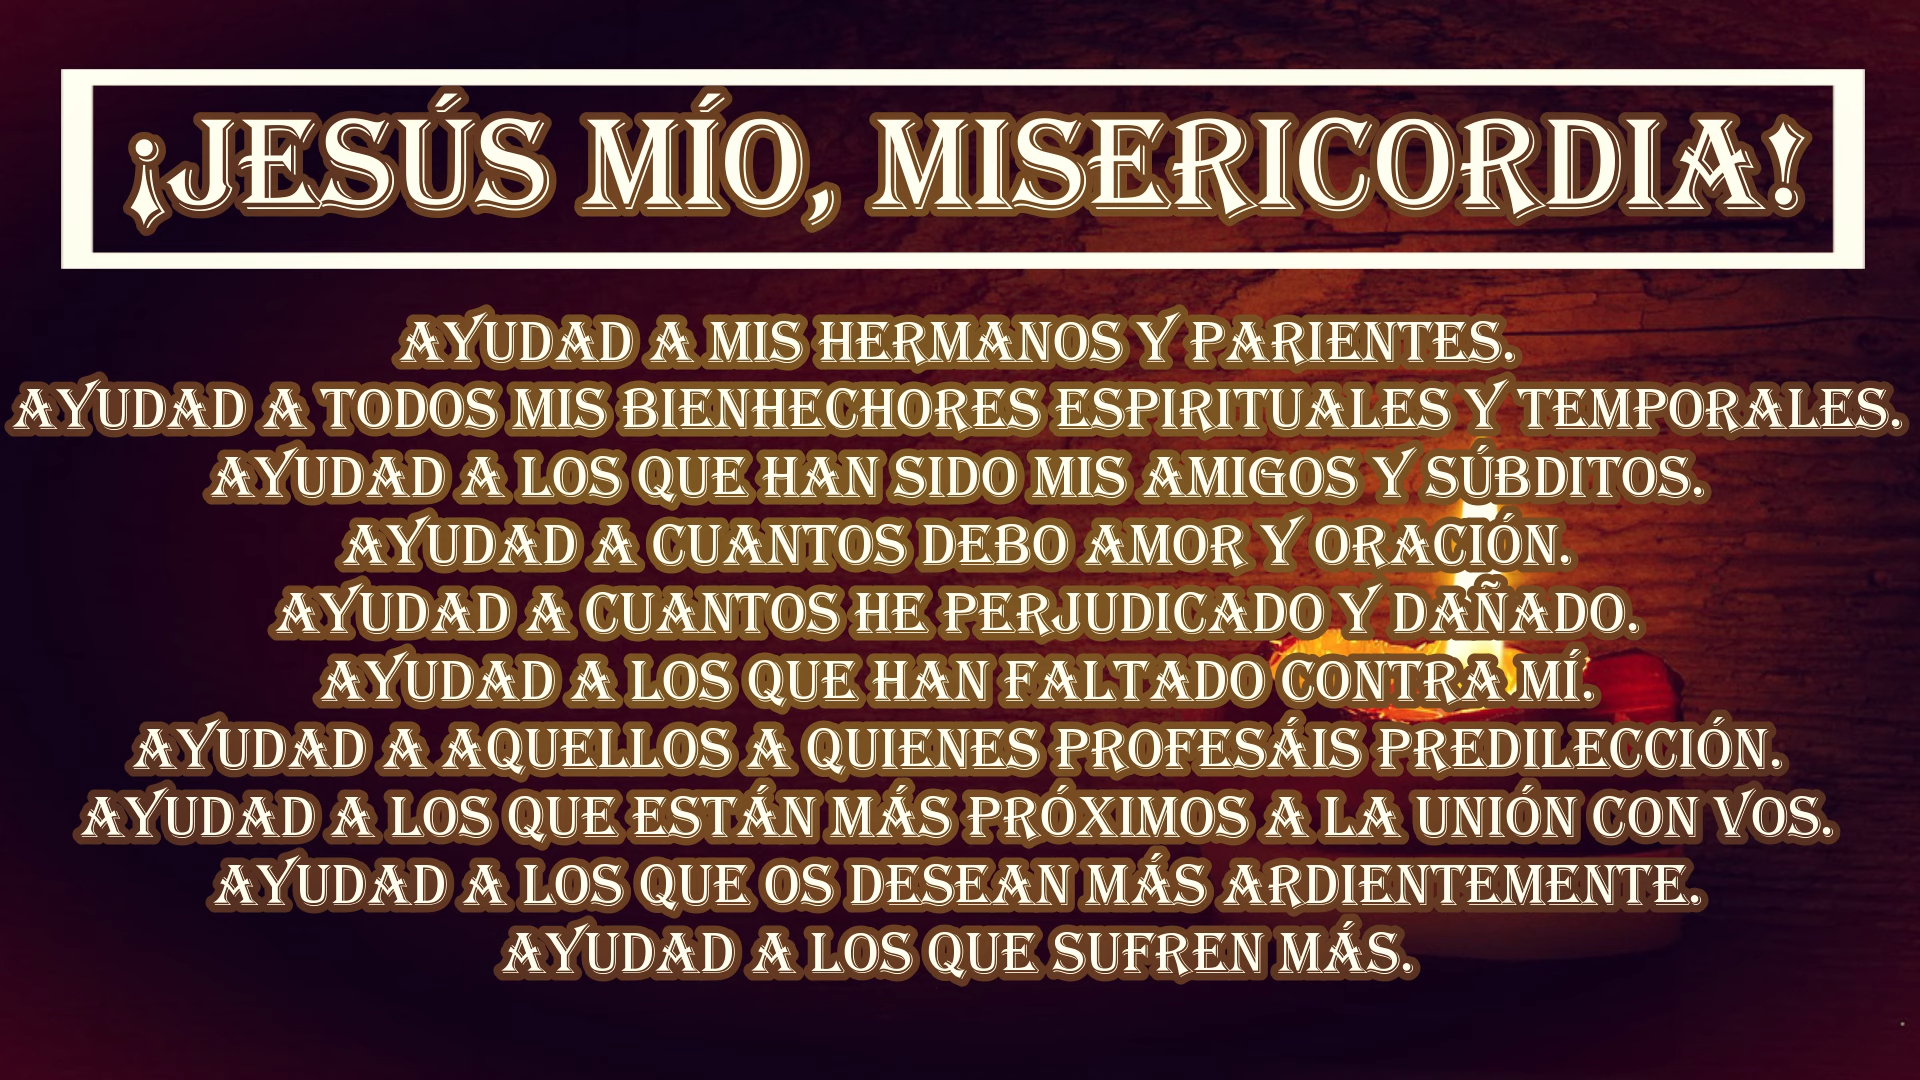 ¡JESÚS MÍO, MISERICORDIA!
AYUDAD A MIS HERMANOS Y PARIENTES.
AYUDAD A TODOS MIS BIENHECHORES ESPIRITUALES Y TEMPORALES.
AYUDAD A LOS QUE HAN SIDO MIS AMIGOS Y SÚBDITOS.
AYUDAD A CUANTOS DEBO AMOR Y ORACIÓN.
AYUDAD A CUANTOS HE PERJUDICADO Y DAÑADO.
AYUDAD A LOS QUE HAN FALTADO CONTRA MÍ.
AYUDAD A AQUELLOS A QUIENES PROFESÁIS PREDILECCIÓN.
AYUDAD A LOS QUE ESTÁN MÁS PRÓXIMOS A LA UNIÓN CON VOS.
AYUDAD A LOS QUE OS DESEAN MÁS ARDIENTEMENTE.
AYUDAD A LOS QUE SUFREN MÁS.